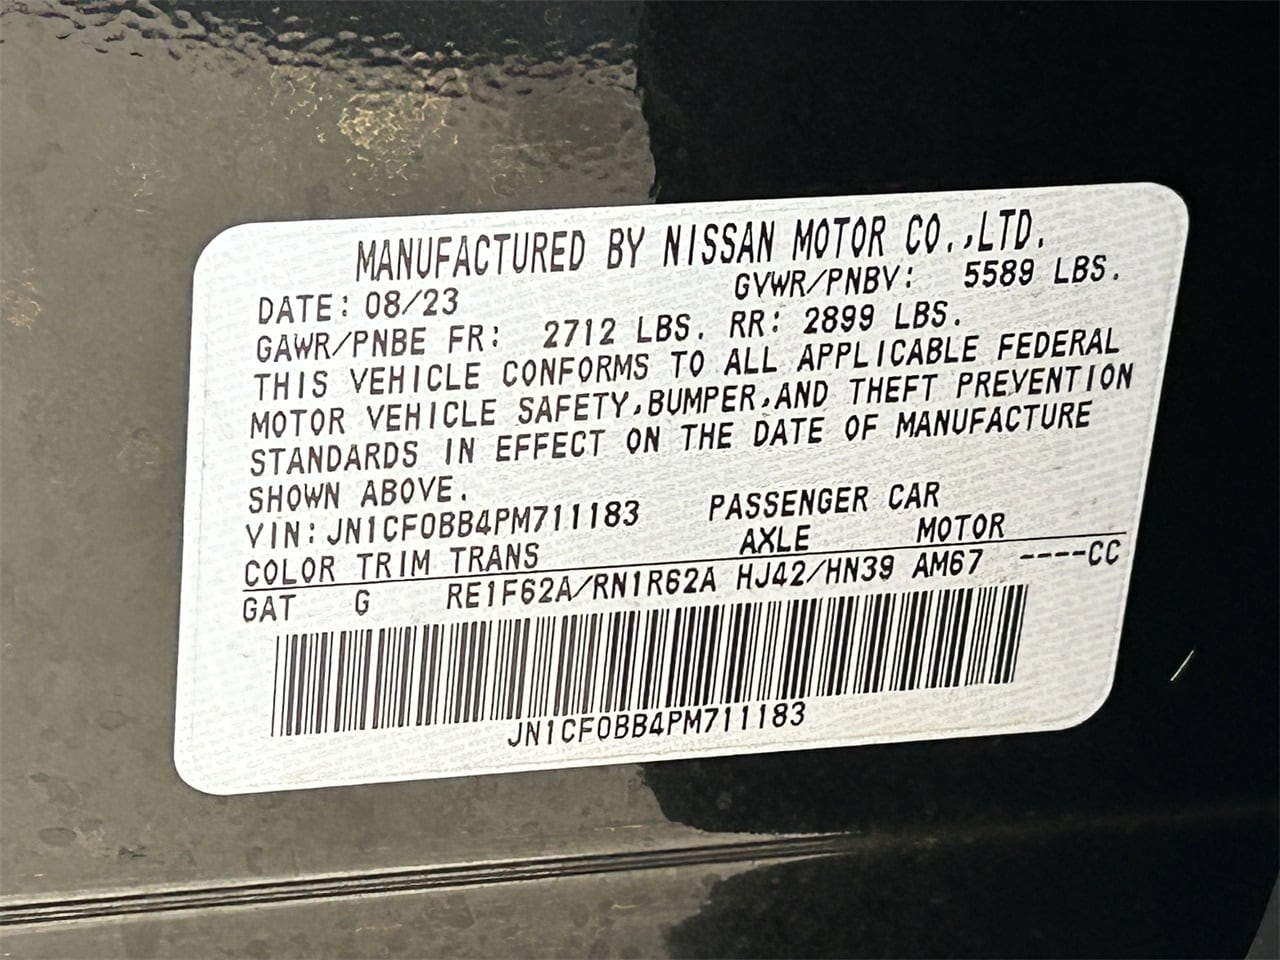 MANUFACTURED BY NISSAN MOTOR CO.,LTD.
DATE: 08/23 GVWR/PNBV: 5589 LBS.
GAWR/PNBE FR: 2712 LBS. RR: 2899 LBS.
THIS VEHICLE CONFORMS TO ALL APPLICABLE FEDERAL
MOTOR VEHICLE SAFETY,BUMPER,AND THEFT PREVENTION
STANDARDS IN EFFECT ON THE DATE OF MANUFACTURE
SHOWN ABOVE.
VIN: JN1CF0BB4PM711183 PASSENGER CAR
COLOR TRIM TRANS AXLE MOTOR
GAT G RE1F62A/RN1R62A HJ42/HN39 AM67 ----CC
JN1CF0BB4PM711183